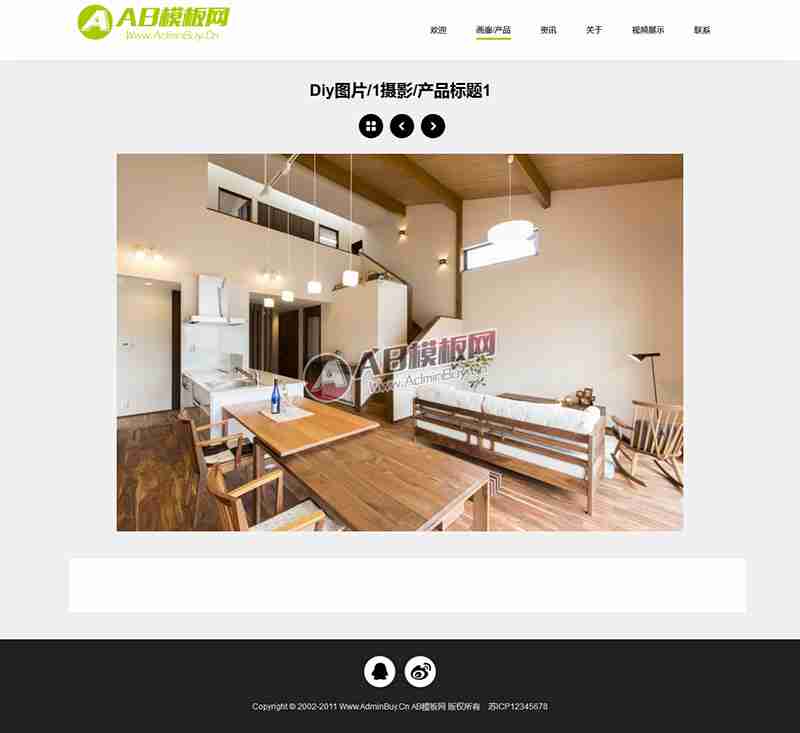 AB模板网
Www.AdminBuy.Cn
欢迎 画廊/产品 资讯 关于 视频展示 联系
Diy图片/1摄影/产品标题1
AB模板网
Www.AdminBuy.Cn
Copyright © 2002-2011 Www.AdminBuy.Cn AB模板网 版权所有 苏ICP12345678